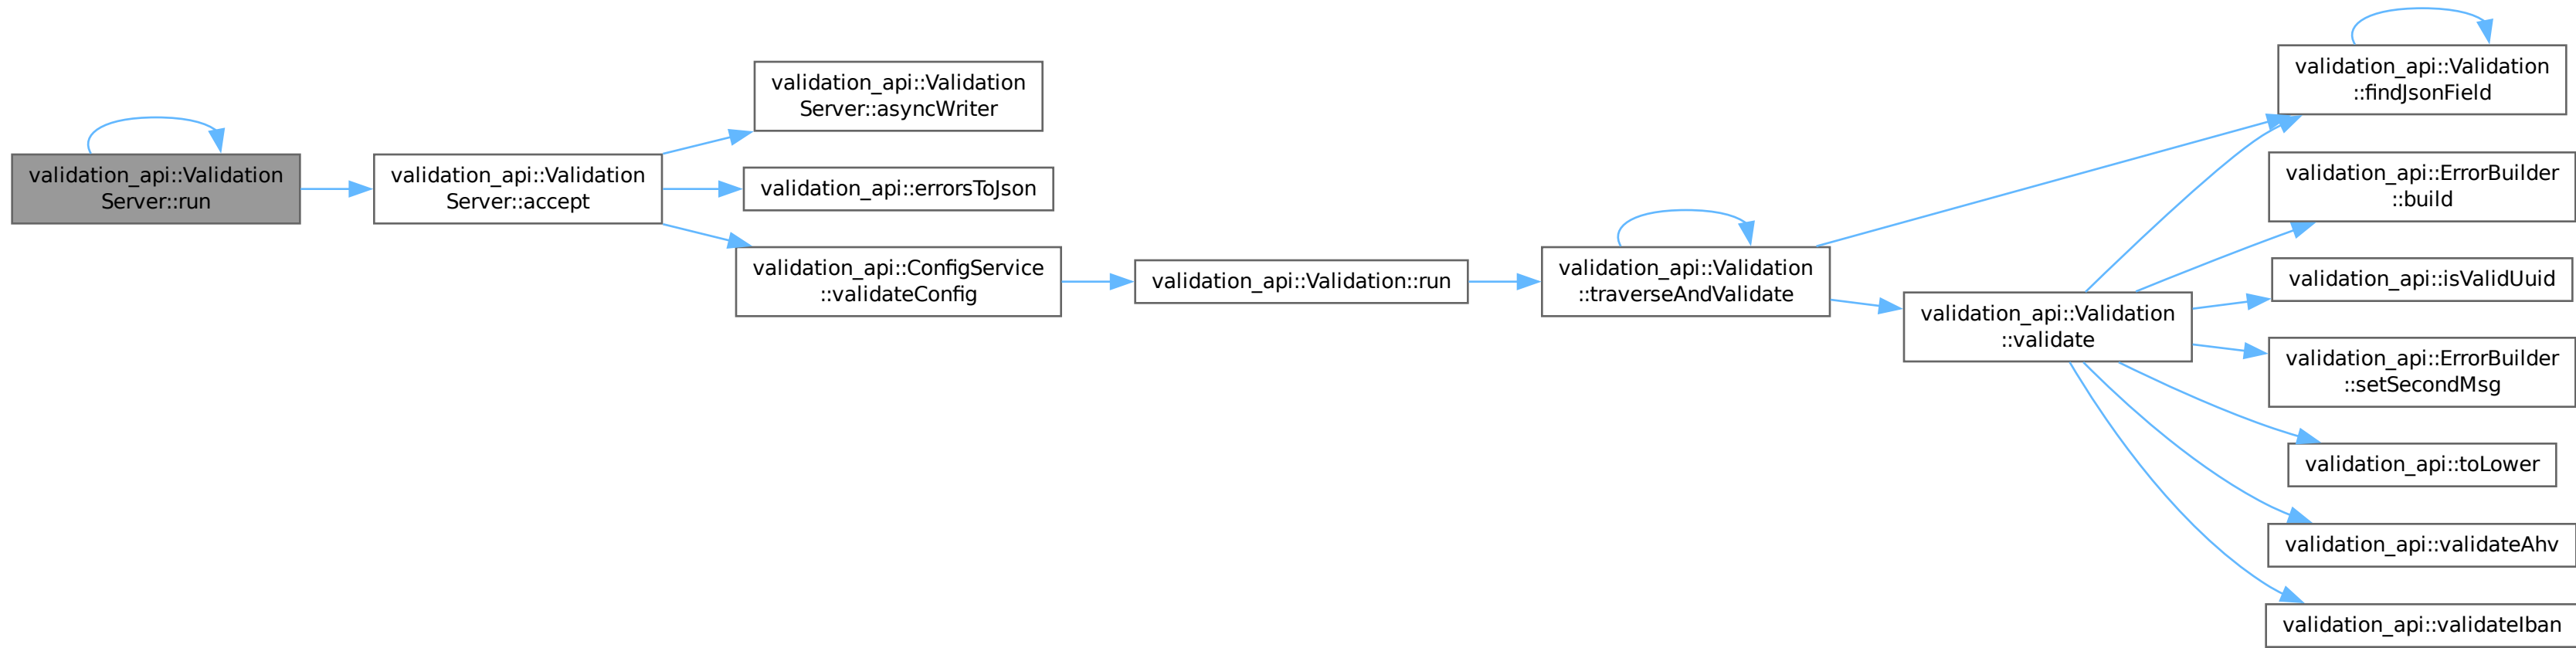 validation_api::Validation
Server::run
validation_api::Validation
Server::accept
validation_api::Validation
Server::asyncWriter
validation_api::errorsToJson
validation_api::ConfigService
::validateConfig
validation_api::Validation::run
validation_api::Validation
::traverseAndValidate
validation_api::Validation
::validate
validation_api::Validation
::findJsonField
validation_api::ErrorBuilder
::build
validation_api::isValidUuid
validation_api::ErrorBuilder
::setSecondMsg
validation_api::toLower
validation_api::validateAhv
validation_api::validateIban